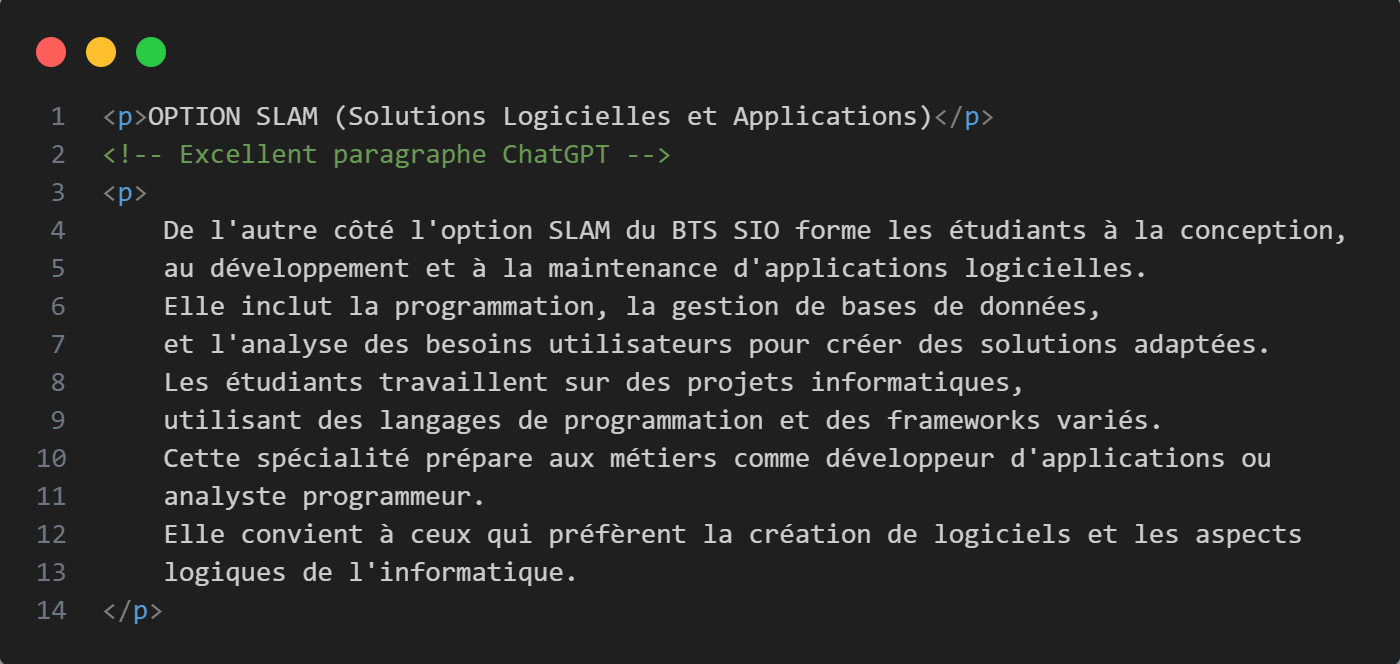 1 <p>OPTION SLAM (Solutions Logicielles et Applications)</p>
2 <!-- Excellent paragraphe ChatGPT -->
3 <p>
4 De l'autre côté l'option SLAM du BTS SIO forme les étudiants à la conception,
5 au développement et à la maintenance d'applications logicielles.
6 Elle inclut la programmation, la gestion de bases de données,
7 et l'analyse des besoins utilisateurs pour créer des solutions adaptées.
8 Les étudiants travaillent sur des projets informatiques,
9 utilisant des langages de programmation et des frameworks variés.
10 Cette spécialité prépare aux métiers comme développeur d'applications ou
11 analyste programmeur.
12 Elle convient à ceux qui préfèrent la création de logiciels et les aspects
13 logiques de l'informatique.
14 </p>